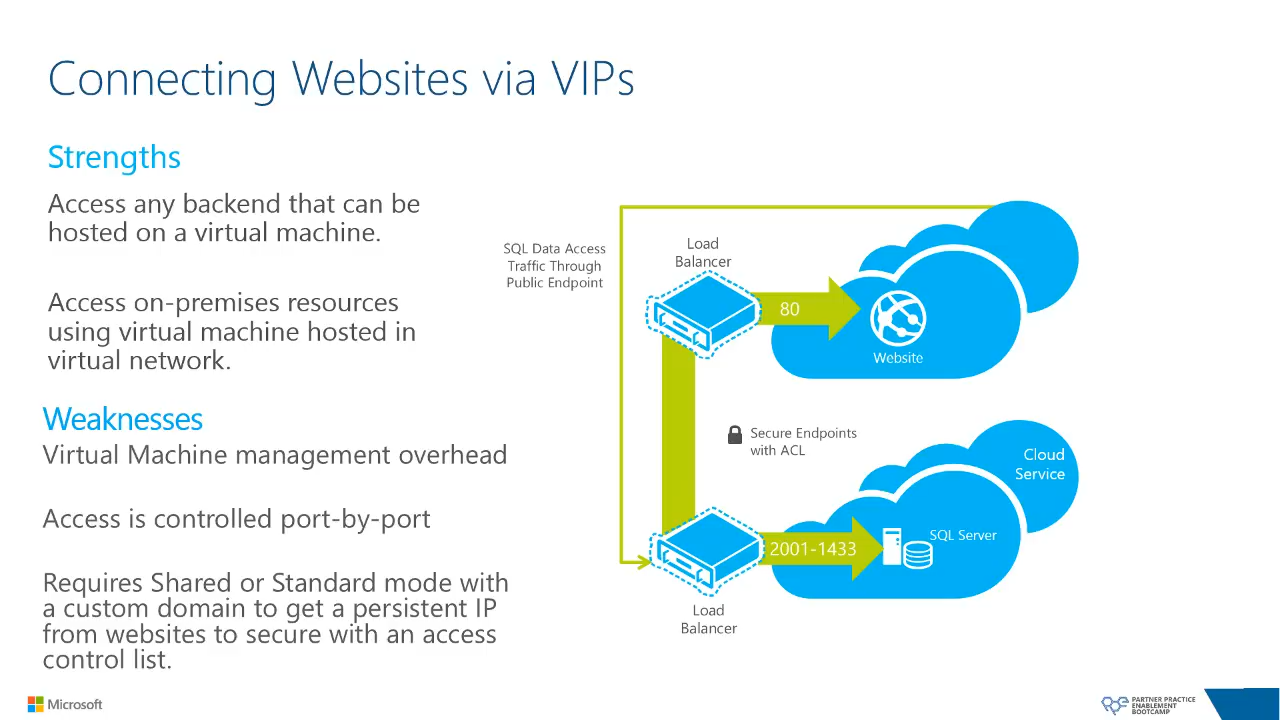 Connecting Websites via VIPs
Strengths
Access any backend that can be
hosted on a virtual machine.
Access on-premises resources
using virtual machine hosted in
virtual network.
Weaknesses
Virtual Machine management overhead
Access is controlled port-by-port
Requires Shared or Standard mode with
a custom domain to get a persistent IP
from websites to secure with an access
control list.
SQL Data Access
Traffic Through
Public Endpoint
Load
Balancer
80
Website
Secure Endpoints
with ACL
Cloud
Service
2001-1433
SQL Server
Load
Balancer
Microsoft
PARTNER PRACTICE
ENABLEMENT
BOOTCAMP